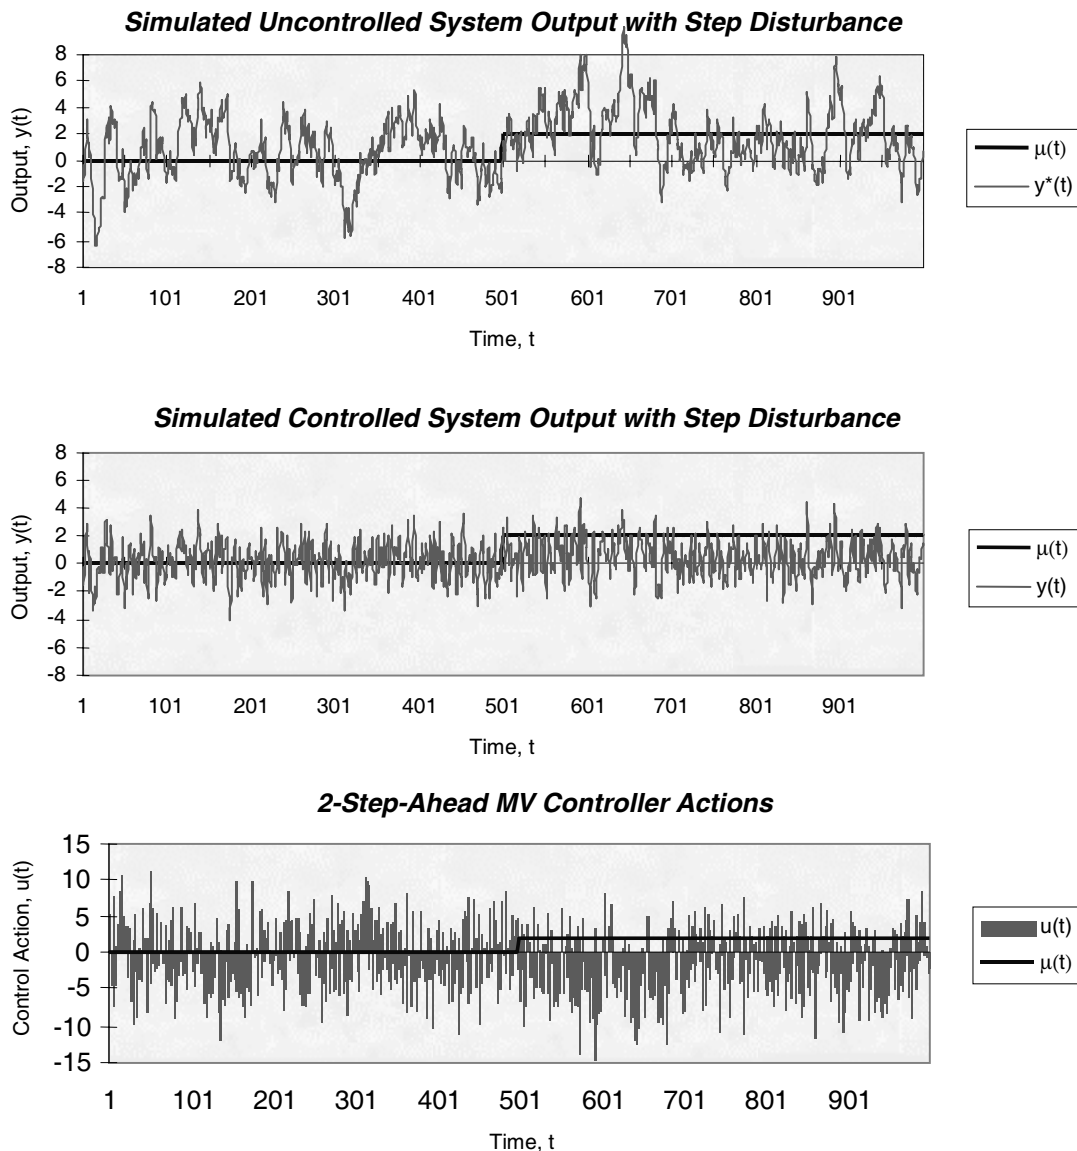 Simulated Uncontrolled System Output with Step Disturbance
8
6
4
2
0
-2
-4
-6
-8
Output, y(t)
1 101 201 301 401 501 601 701 801 901
Time, t
μ(t)
y*(t)
Simulated Controlled System Output with Step Disturbance
8
6
4
2
0
-2
-4
-6
-8
Output, y(t)
1 101 201 301 401 501 601 701 801 901
Time, t
μ(t)
y(t)
2-Step-Ahead MV Controller Actions
15
10
5
0
-5
-10
-15
Control Action, u(t)
1 101 201 301 401 501 601 701 801 901
Time, t
u(t)
μ(t)